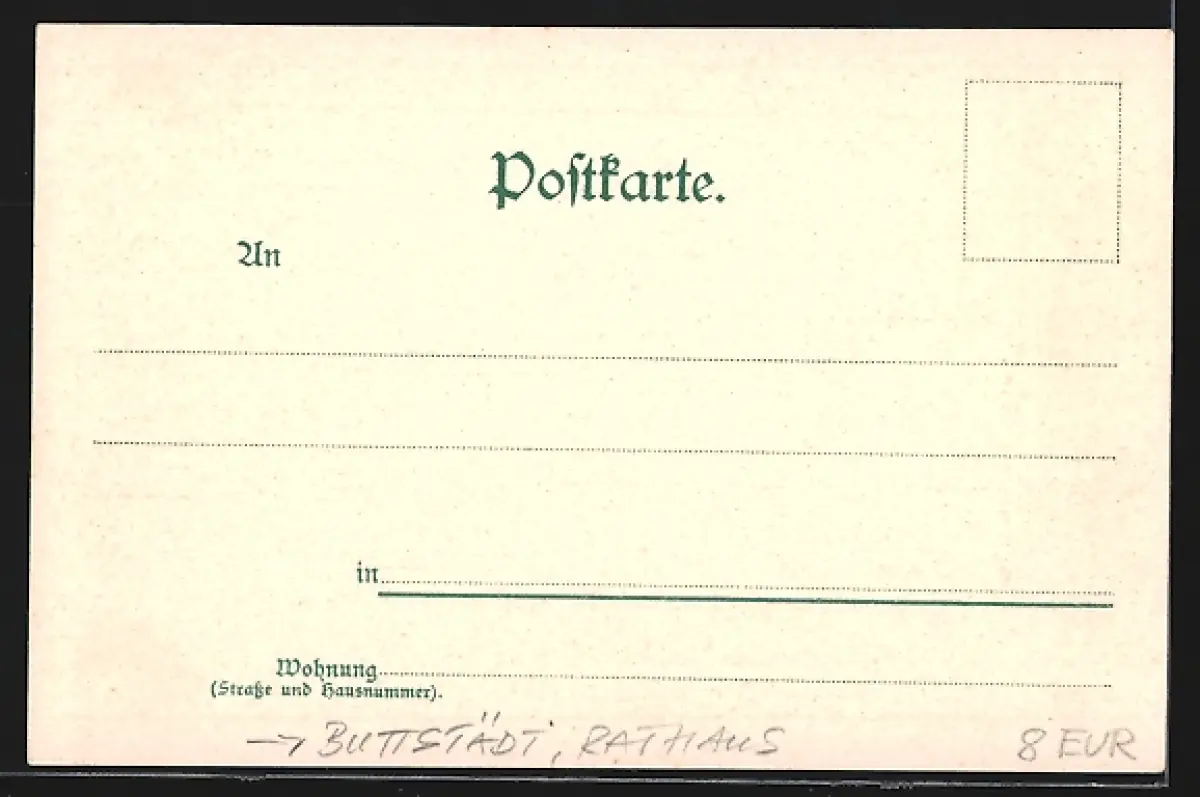 Postkarte.
An
in
Wohnung
(Straße und Hausnummer).
→ BUTTSTÄDT, RATHAUS 8 EUR